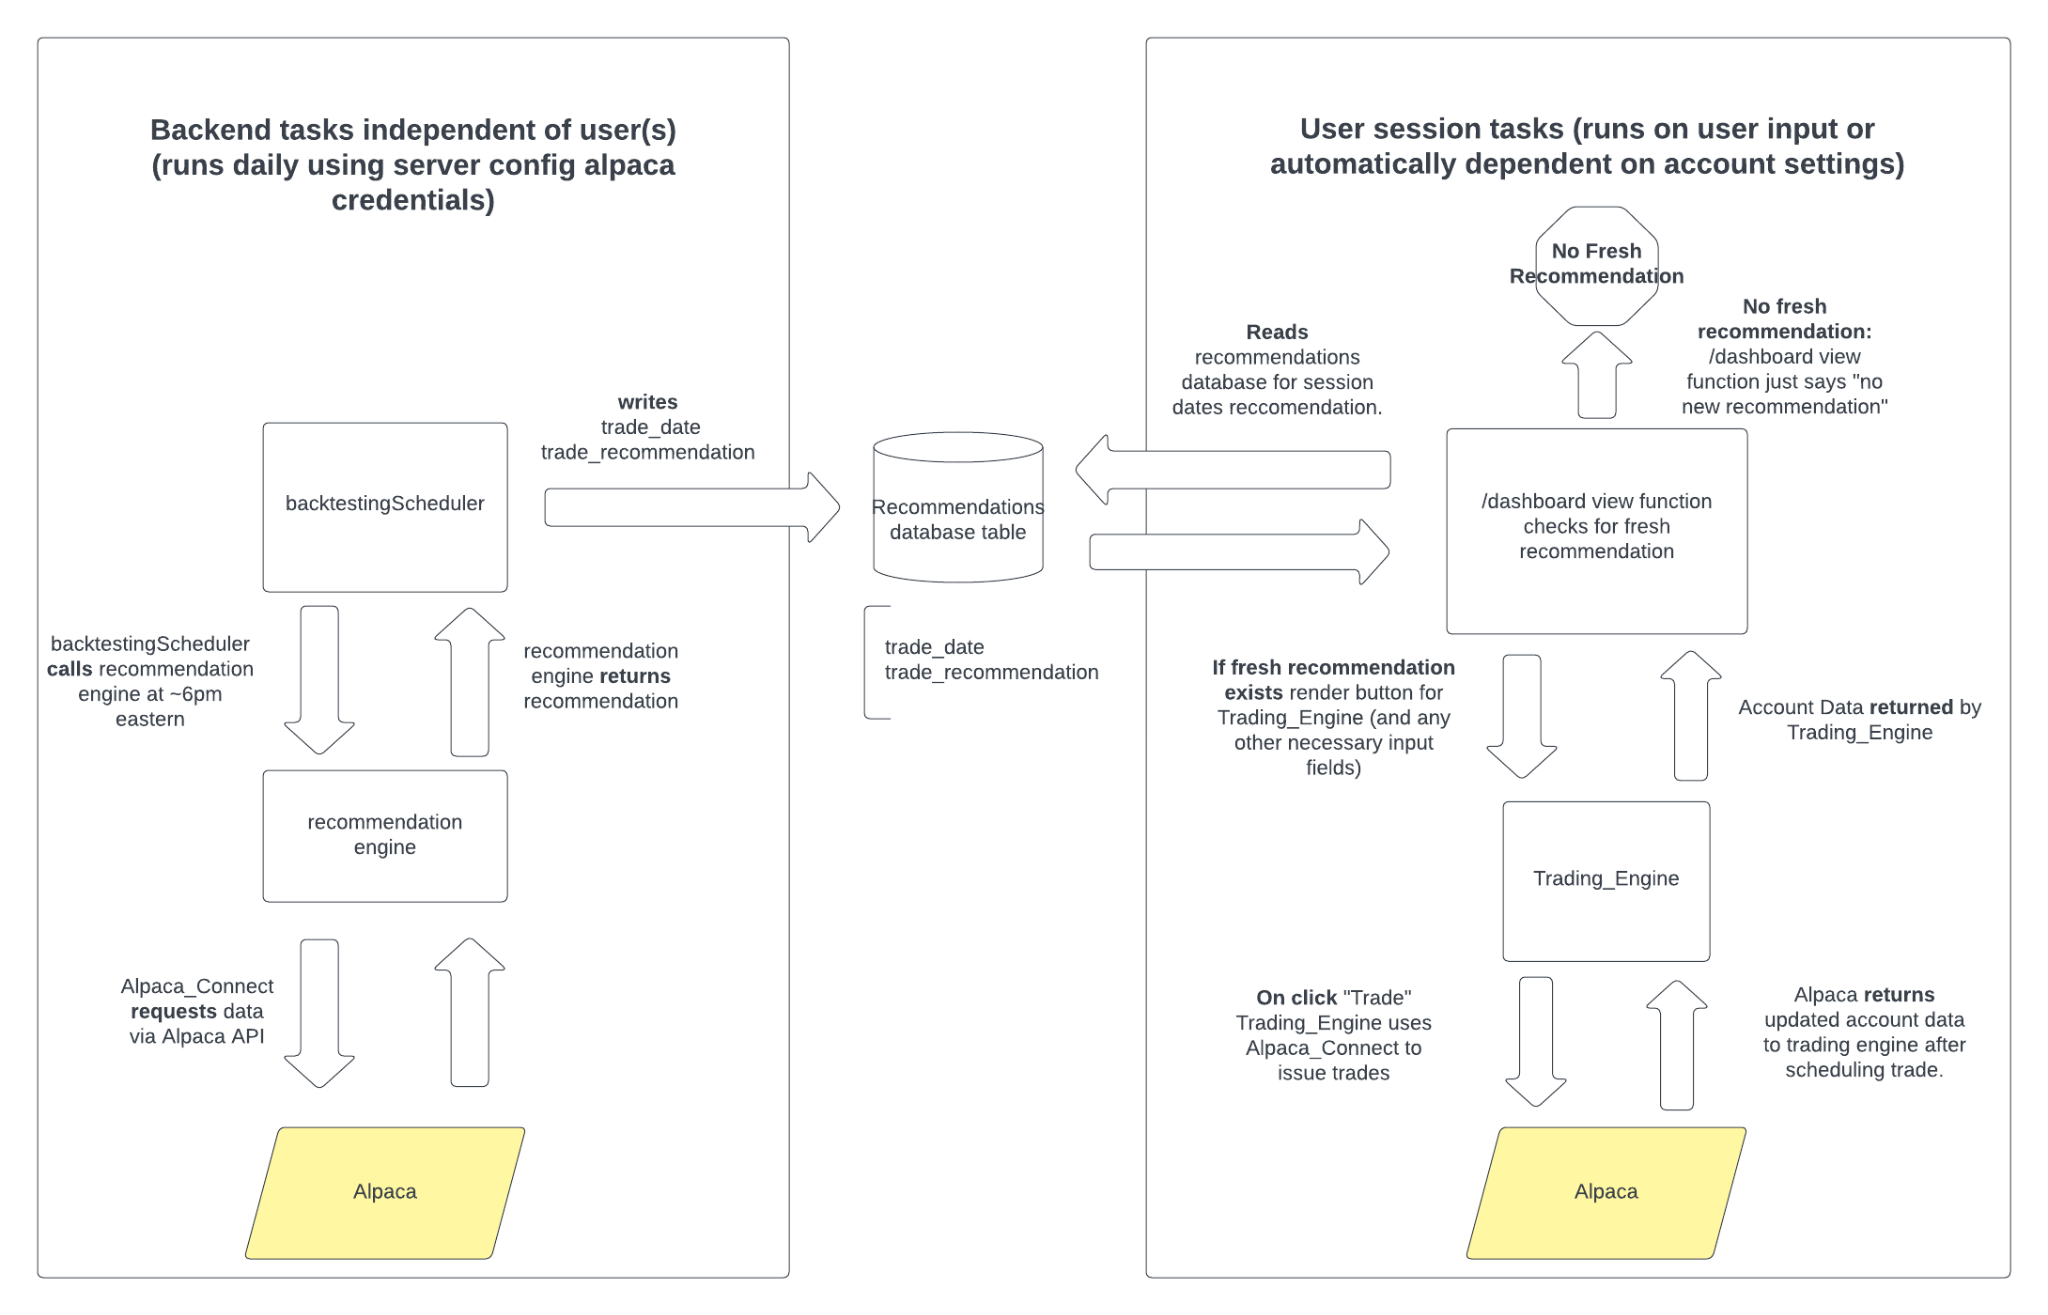 Backend tasks independent of user(s)
(runs daily using server config alpaca
credentials)
writes
trade_date
trade_recommendation
backtestingScheduler
backtestingScheduler
calls recommendation
engine at ~6pm
eastern
recommendation
engine returns
recommendation
recommendation
engine
Alpaca_Connect
requests data
via Alpaca API
Alpaca
Recommendations
database table
trade_date
trade_recommendation
User session tasks (runs on user input or
automatically dependent on account settings)
No Fresh
Recommendation
No fresh
recommendation:
/dashboard view
function just says "no
new recommendation"
Reads
recommendations
database for session
dates reccomendation.
/dashboard view function
checks for fresh
recommendation
If fresh recommendation
exists render button for
Trading_Engine (and any
other necessary input
fields)
Account Data returned by
Trading_Engine
Trading_Engine
On click "Trade"
Trading_Engine uses
Alpaca_Connect to
issue trades
Alpaca returns
updated account data
to trading engine after
scheduling trade.
Alpaca